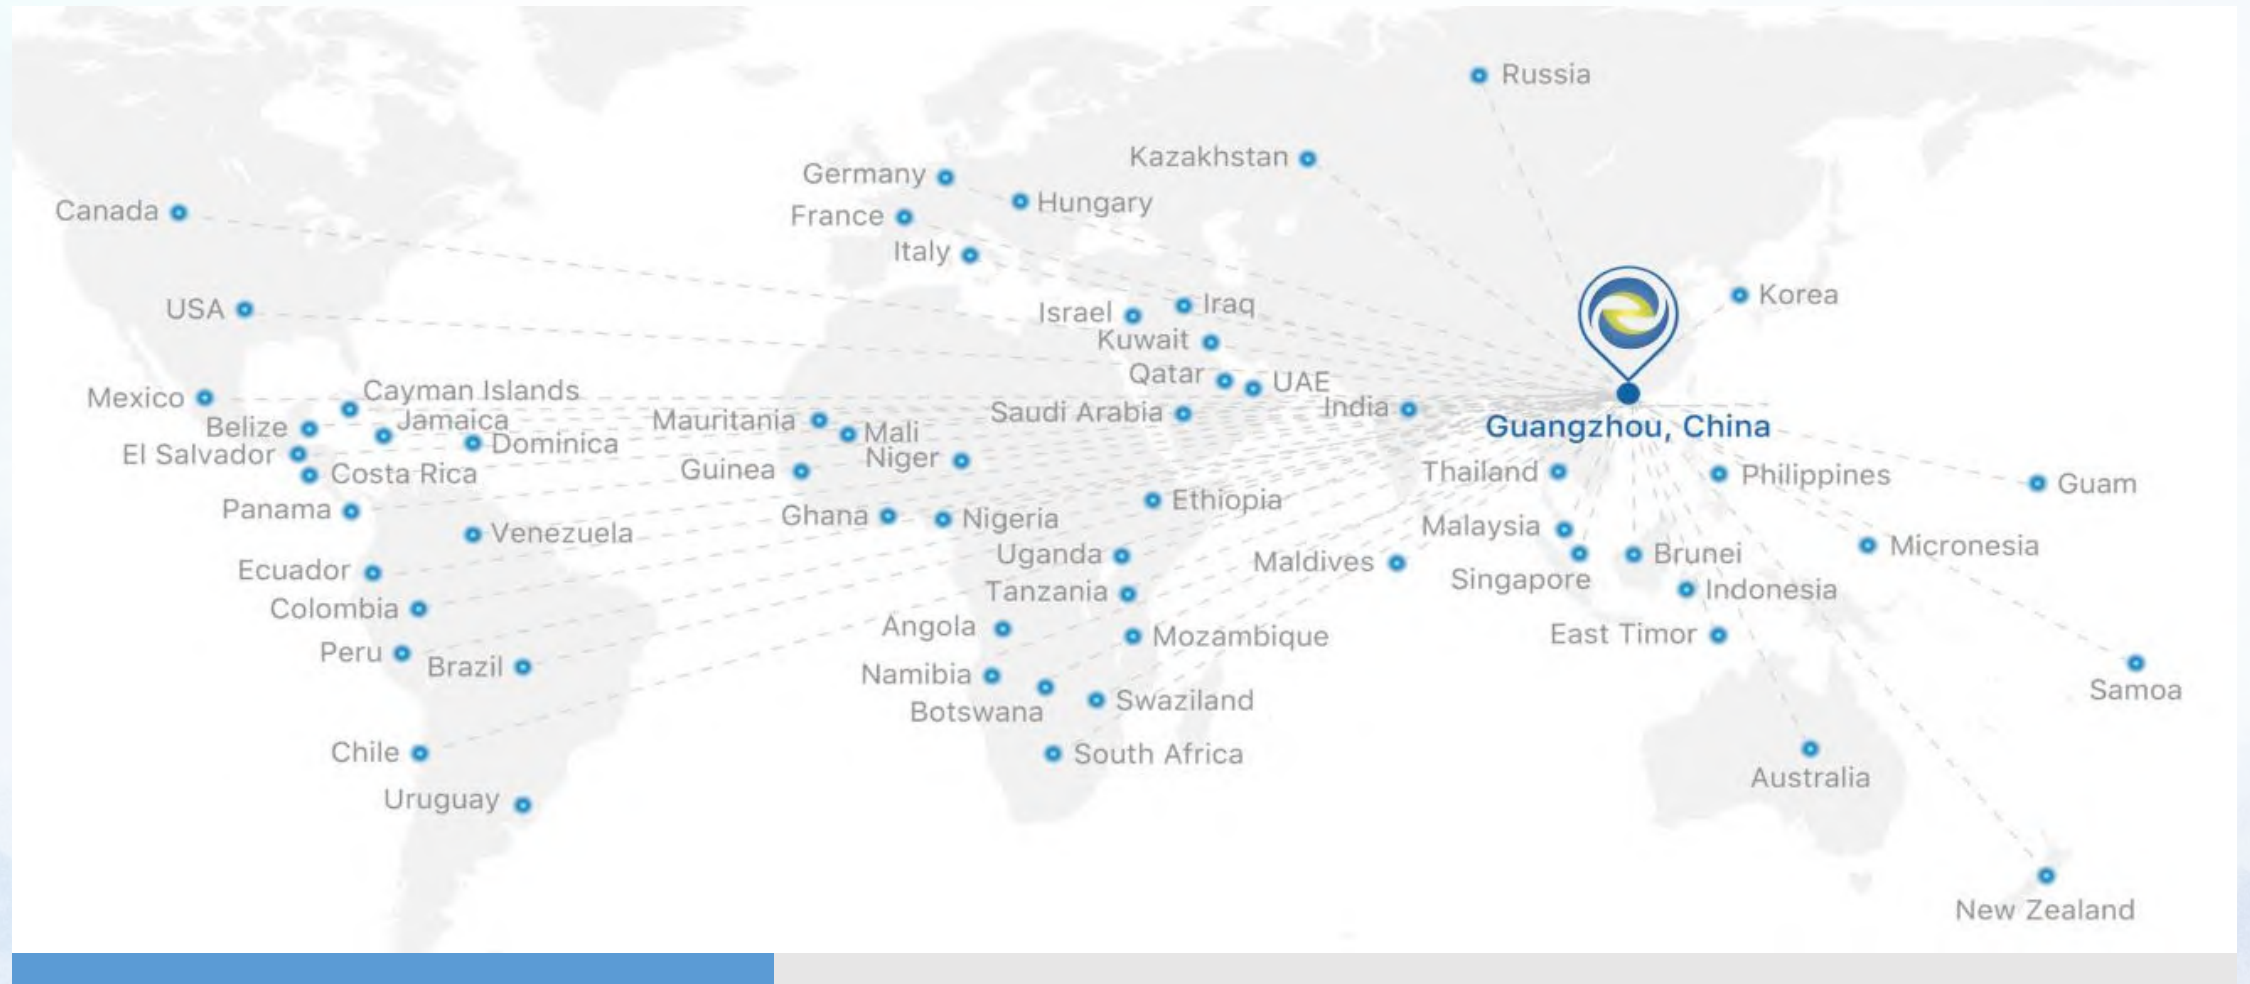 Russia
Kazakhstan
Germany
Hungary
Canada
France
Italy
Korea
Iraq
USA
Israel
Kuwait
Qatar
UAE
Cayman Islands
Mexico
India
Saudi Arabia
Jamaica
Mauritania
Belize
Guangzhou, China
Mali
Dominica
El Salvador
Niger
Guinea
Costa Rica
Thailand
Philippines
Guam
Ethiopia
Panama
Ghana
Nigeria
Malaysia
Venezuela
Micronesia
Uganda
Brunei
Maldives
Ecuador
Singapore
Indonesia
Tanzania
Colombia
Angola
East Timor
Mozambique
Peru
Brazil
Namibia
Samoa
Swaziland
Botswana
Chile
South Africa
Australia
Uruguay
New Zealand